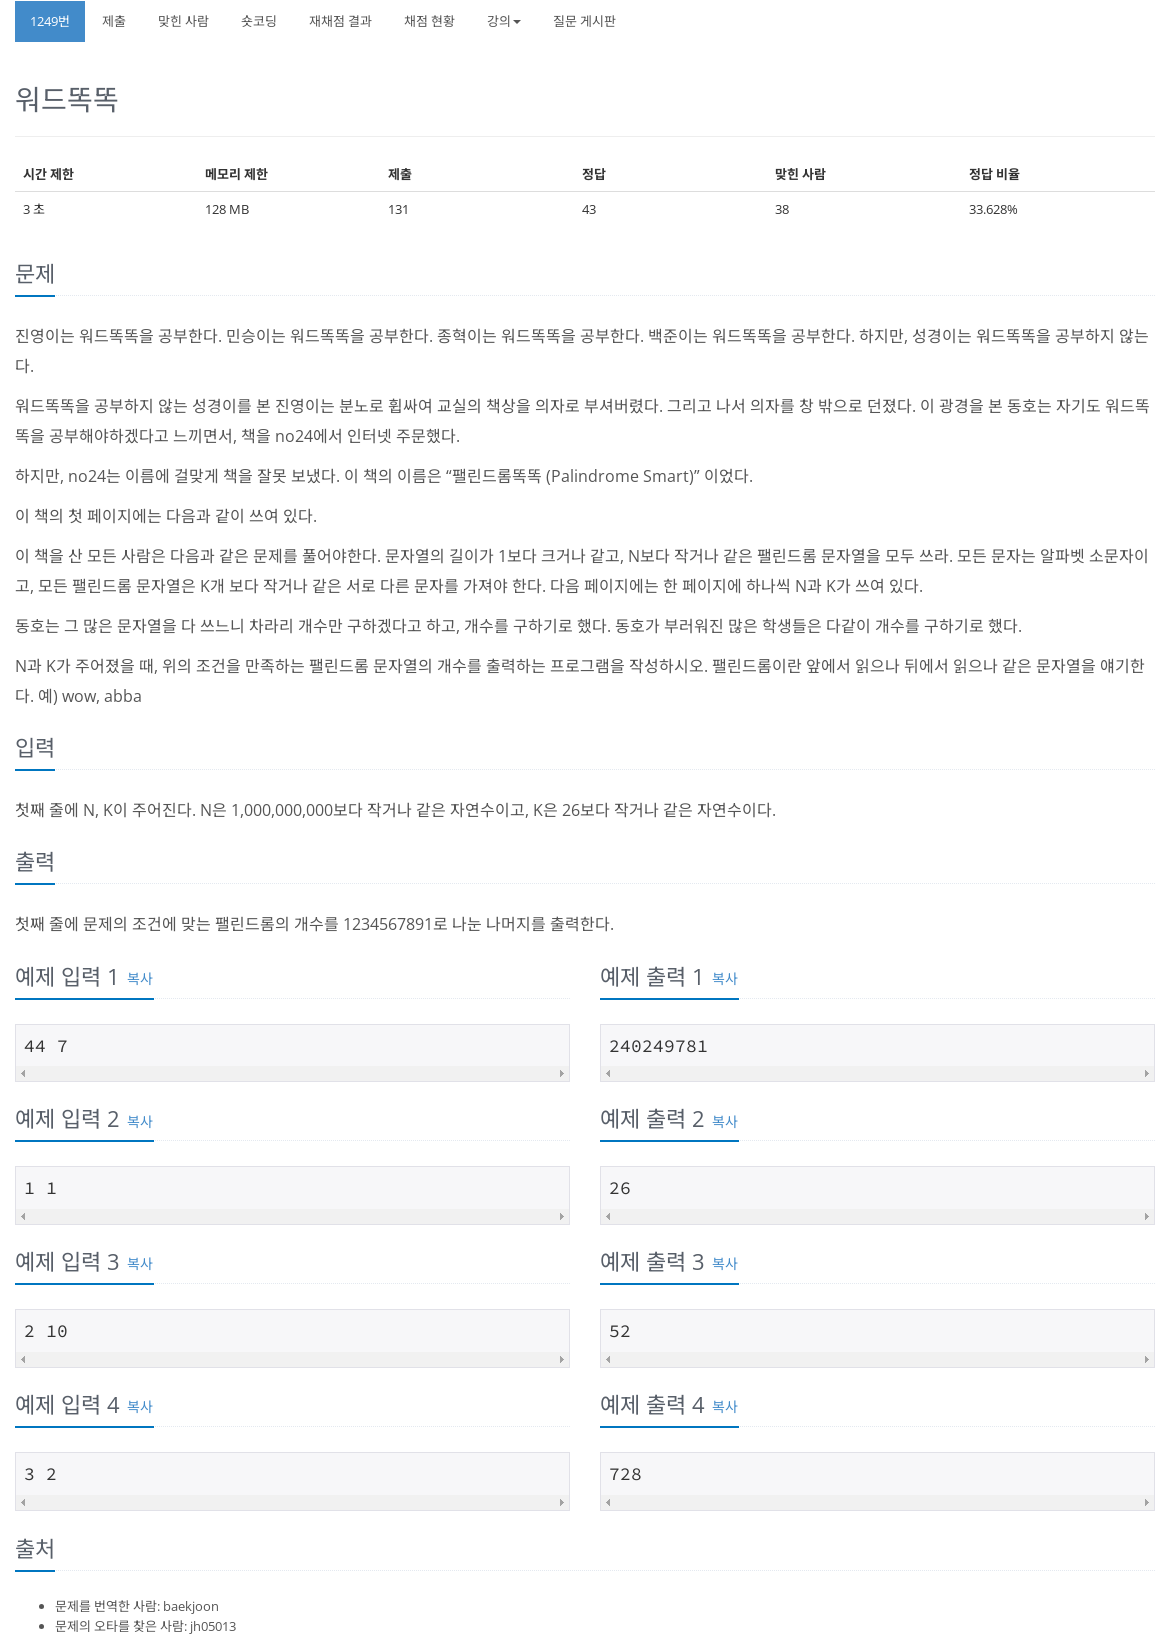 1249번 제출 맞힌 사람 숏코딩 재채점 결과 채점 현황 강의 질문 게시판
워드똑똑
시간 제한 메모리 제한 제출 정답 맞힌 사람 정답 비율
3 초 128 MB 131 43 38 33.628%
문제
진영이는 워드똑똑을 공부한다. 민승이는 워드똑똑을 공부한다. 종혁이는 워드똑똑을 공부한다. 백준이는 워드똑똑을 공부한다. 하지만, 성경이는 워드똑똑을 공부하지 않는
다.
워드똑똑을 공부하지 않는 성경이를 본 진영이는 분노로 휩싸여 교실의 책상을 의자로 부셔버렸다. 그리고 나서 의자를 창 밖으로 던졌다. 이 광경을 본 동호는 자기도 워드똑
똑을 공부해야하겠다고 느끼면서, 책을 no24에서 인터넷 주문했다.
하지만, no24는 이름에 걸맞게 책을 잘못 보냈다. 이 책의 이름은 “팰린드롬똑똑 (Palindrome Smart)” 이었다.
이 책의 첫 페이지에는 다음과 같이 쓰여 있다.
이 책을 산 모든 사람은 다음과 같은 문제를 풀어야한다. 문자열의 길이가 1보다 크거나 같고, N보다 작거나 같은 팰린드롬 문자열을 모두 쓰라. 모든 문자는 알파벳 소문자이
고, 모든 팰린드롬 문자열은 K개 보다 작거나 같은 서로 다른 문자를 가져야 한다. 다음 페이지에는 한 페이지에 하나씩 N과 K가 쓰여 있다.
동호는 그 많은 문자열을 다 쓰느니 차라리 개수만 구하겠다고 하고, 개수를 구하기로 했다. 동호가 부러워진 많은 학생들은 다같이 개수를 구하기로 했다.
N과 K가 주어졌을 때, 위의 조건을 만족하는 팰린드롬 문자열의 개수를 출력하는 프로그램을 작성하시오. 팰린드롬이란 앞에서 읽으나 뒤에서 읽으나 같은 문자열을 얘기한
다. 예) wow, abba
입력
첫째 줄에 N, K이 주어진다. N은 1,000,000,000보다 작거나 같은 자연수이고, K은 26보다 작거나 같은 자연수이다.
출력
첫째 줄에 문제의 조건에 맞는 팰린드롬의 개수를 1234567891로 나눈 나머지를 출력한다.
예제 입력 1 복사 예제 출력 1 복사
44 7 240249781
예제 입력 2 복사 예제 출력 2 복사
1 1 26
예제 입력 3 복사 예제 출력 3 복사
2 10 52
예제 입력 4 복사 예제 출력 4 복사
3 2 728
출처
문제를 번역한 사람: baekjoon
문제의 오타를 찾은 사람: jh05013